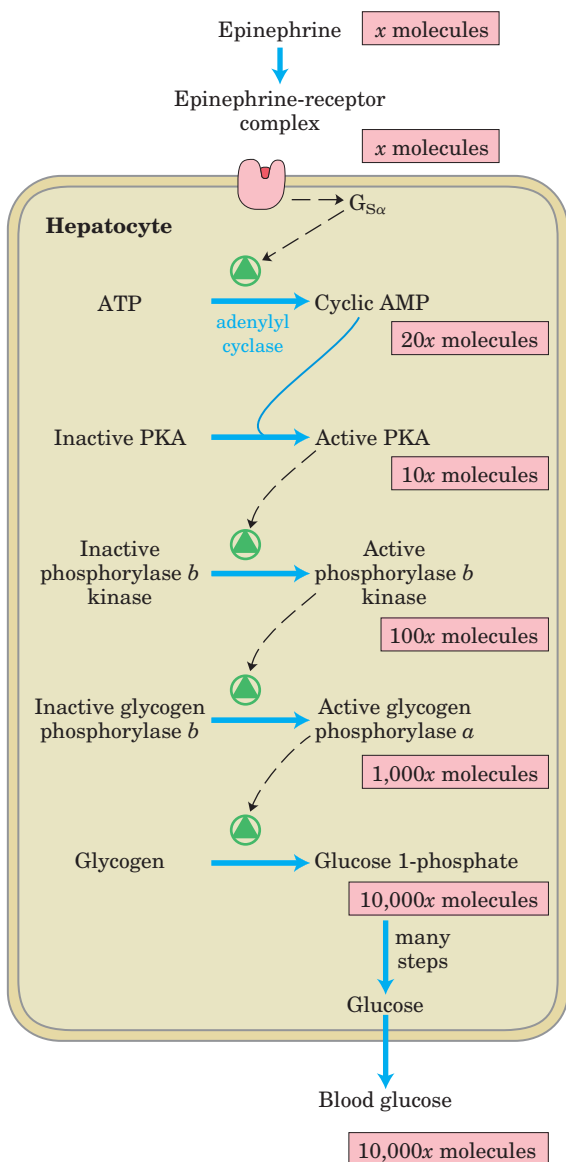 Epinephrine x molecules
Epinephrine-receptor
complex
x molecules
GSα
Hepatocyte
ATP Cyclic AMP
adenylyl
cyclase
20x molecules
Inactive PKA Active PKA
10x molecules
Inactive Active
phosphorylase b phosphorylase b
kinase kinase
100x molecules
Inactive glycogen Active glycogen
phosphorylase b phosphorylase a
1,000x molecules
Glycogen Glucose 1-phosphate
10,000x molecules
many
steps
Glucose
Blood glucose
10,000x molecules